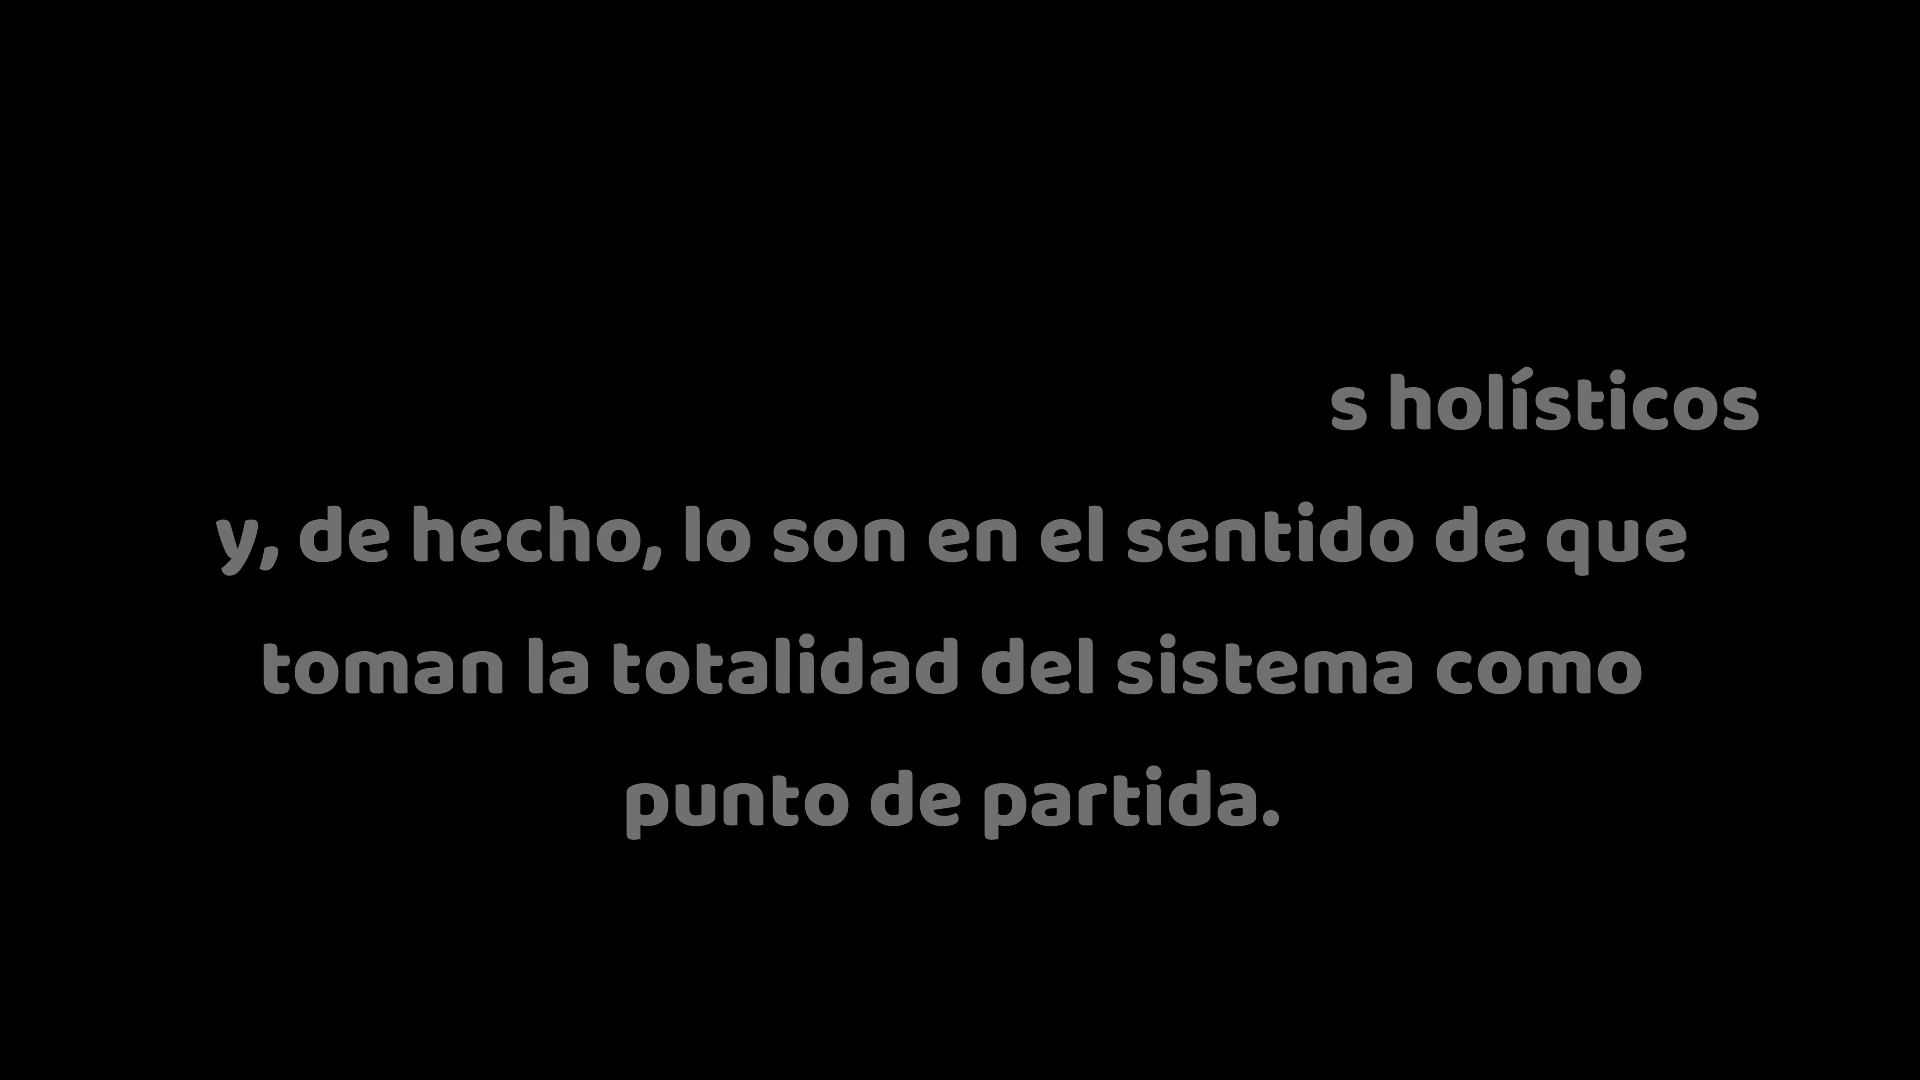 s holísticos
y, de hecho, lo son en el sentido de que
toman la totalidad del sistema como
punto de partida.